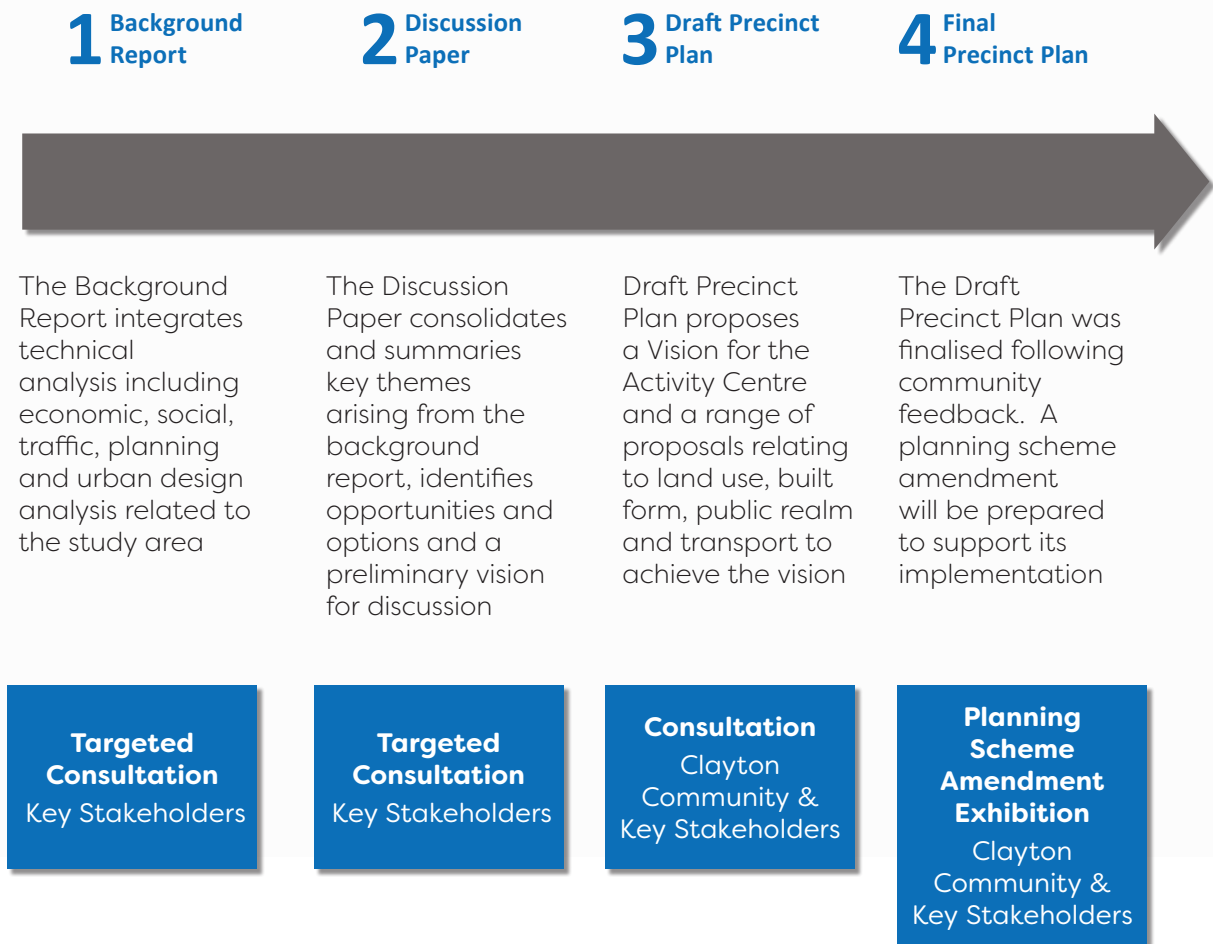 1 Background
Report
2 Discussion
Paper
3 Draft Precinct
Plan
4 Final
Precinct Plan
The Background
Report integrates
technical
analysis including
economic, social,
traffic, planning
and urban design
analysis related to
the study area
The Discussion
Paper consolidates
and summaries
key themes
arising from the
background
report, identifies
opportunities and
options and a
preliminary vision
for discussion
Draft Precinct
Plan proposes
a Vision for the
Activity Centre
and a range of
proposals relating
to land use, built
form, public realm
and transport to
achieve the vision
The Draft
Precinct Plan was
finalised following
community
feedback.  A
planning scheme
amendment
will be prepared
to support its
implementation
Targeted
Consultation
Key Stakeholders
Targeted
Consultation
Key Stakeholders
Consultation
Clayton
Community &
Key Stakeholders
Planning
Scheme
Amendment
Exhibition
Clayton
Community &
Key Stakeholders